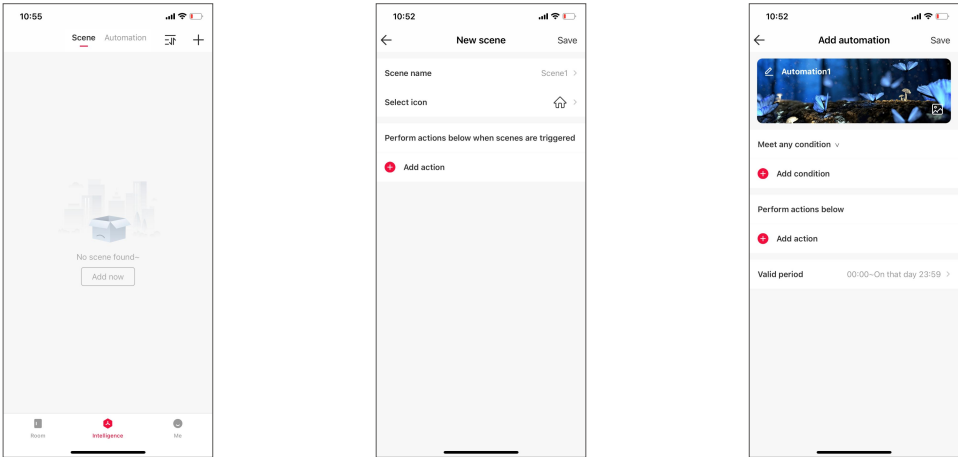 10:55
Scene Automation
No scene found~
Add now
Room Intelligence Me
10:52
New scene Save
Scene name Scene1 >
Select icon >
Perform actions below when scenes are triggered
Add action
10:52
Add automation Save
Automation1
Meet any condition
Add condition
Perform actions below
Add action
Valid period 00:00~On that day 23:59 >